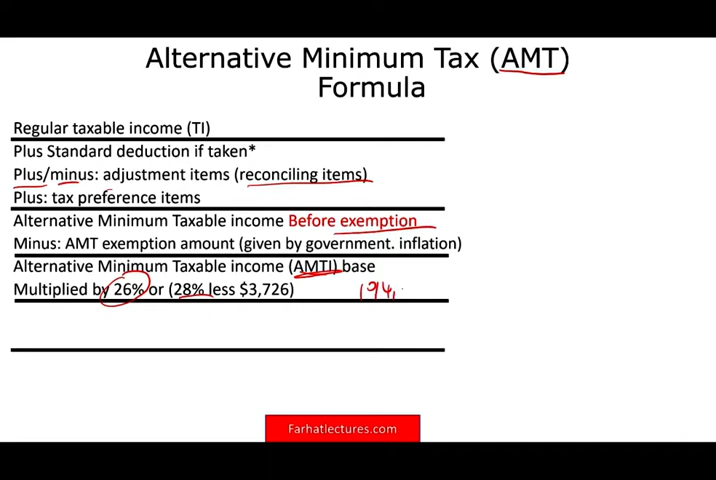 Alternative Minimum Tax (AMT)
Formula
Regular taxable income (TI)
Plus Standard deduction if taken*
Plus/minus: adjustment items (reconciling items)
Plus: tax preference items
Alternative Minimum Taxable income Before exemption
Minus: AMT exemption amount (given by government. inflation)
Alternative Minimum Taxable income (AMTI) base
Multiplied by 26% or (28% less $3,726) 194,
Farhatlectures.com